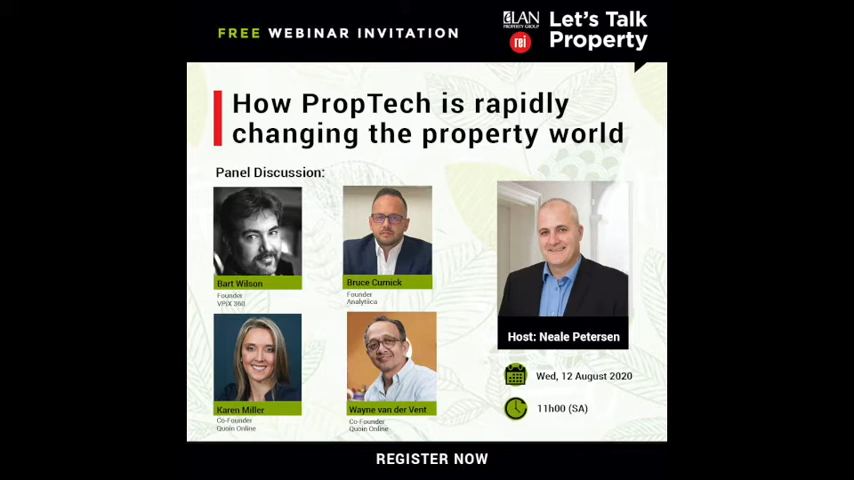 FREE WEBINAR INVITATION
éLAN
PROPERTY GROUP
rei
Let's Talk
Property
How PropTech is rapidly
changing the property world
Panel Discussion:
Bart Wilson
Founder
VPiX 360
Bruce Curnick
Founder
Analytiica
Karen Miller
Co-Founder
Quoin Online
Wayne van der Vent
Co-Founder
Quoin Online
Host: Neale Petersen
Wed, 12 August 2020
11h00 (SA)
REGISTER NOW